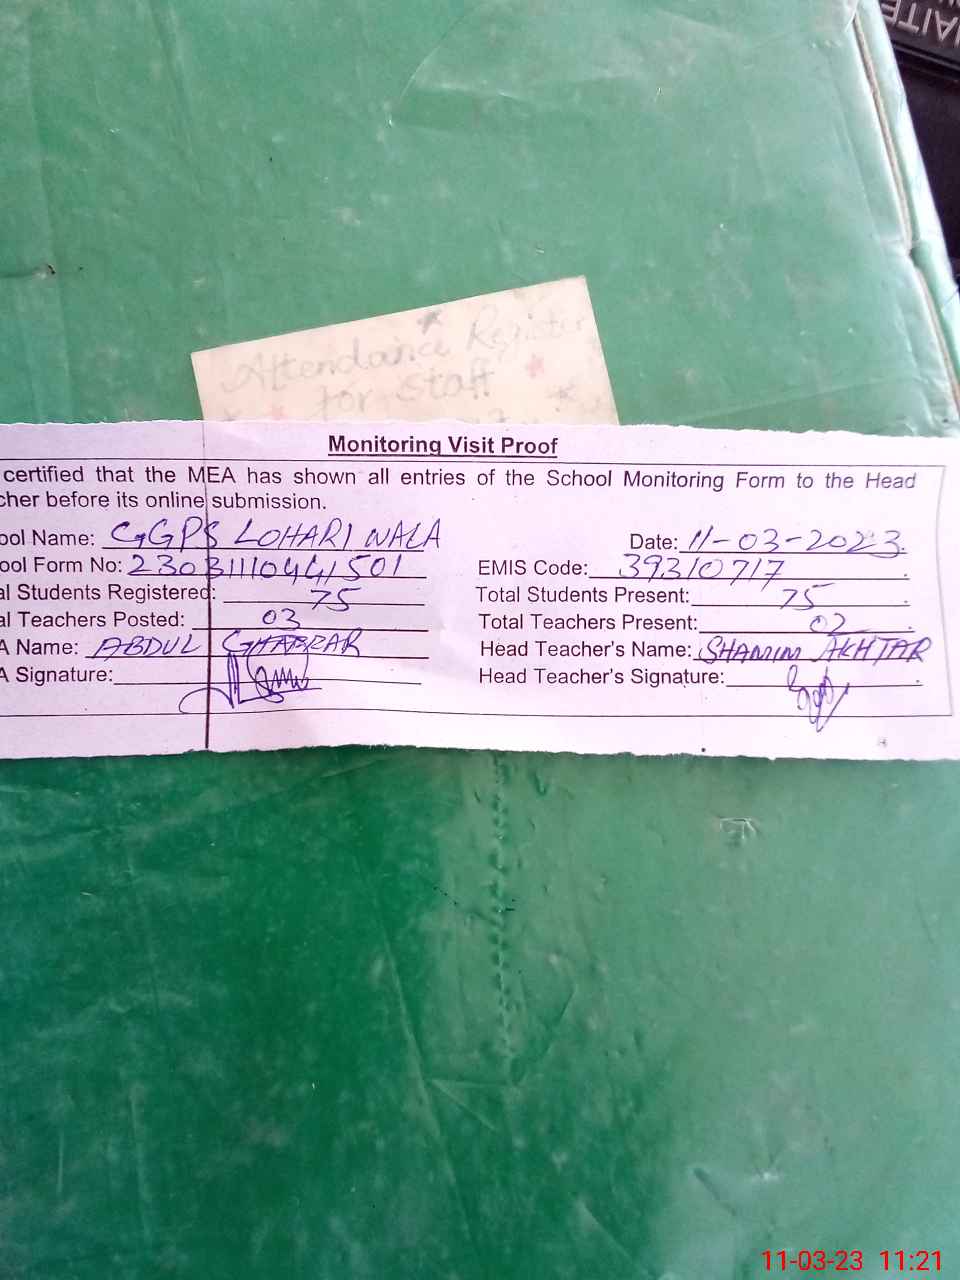 Attendance Register
for staff
Monitoring Visit Proof
certified that the MEA has shown all entries of the School Monitoring Form to the Head
cher before its online submission.
ool Name: GGPS LOHARI WALA Date: 11-03-2023
ool Form No: 23031110441501 EMIS Code: 39310717
al Students Registered: 75 Total Students Present: 75
al Teachers Posted: 03 Total Teachers Present: 02
A Name: ABDUL GHAFFAR Head Teacher's Name: SHAMIM AKHTAR
A Signature: Head Teacher's Signature:
11-03-23 11:21